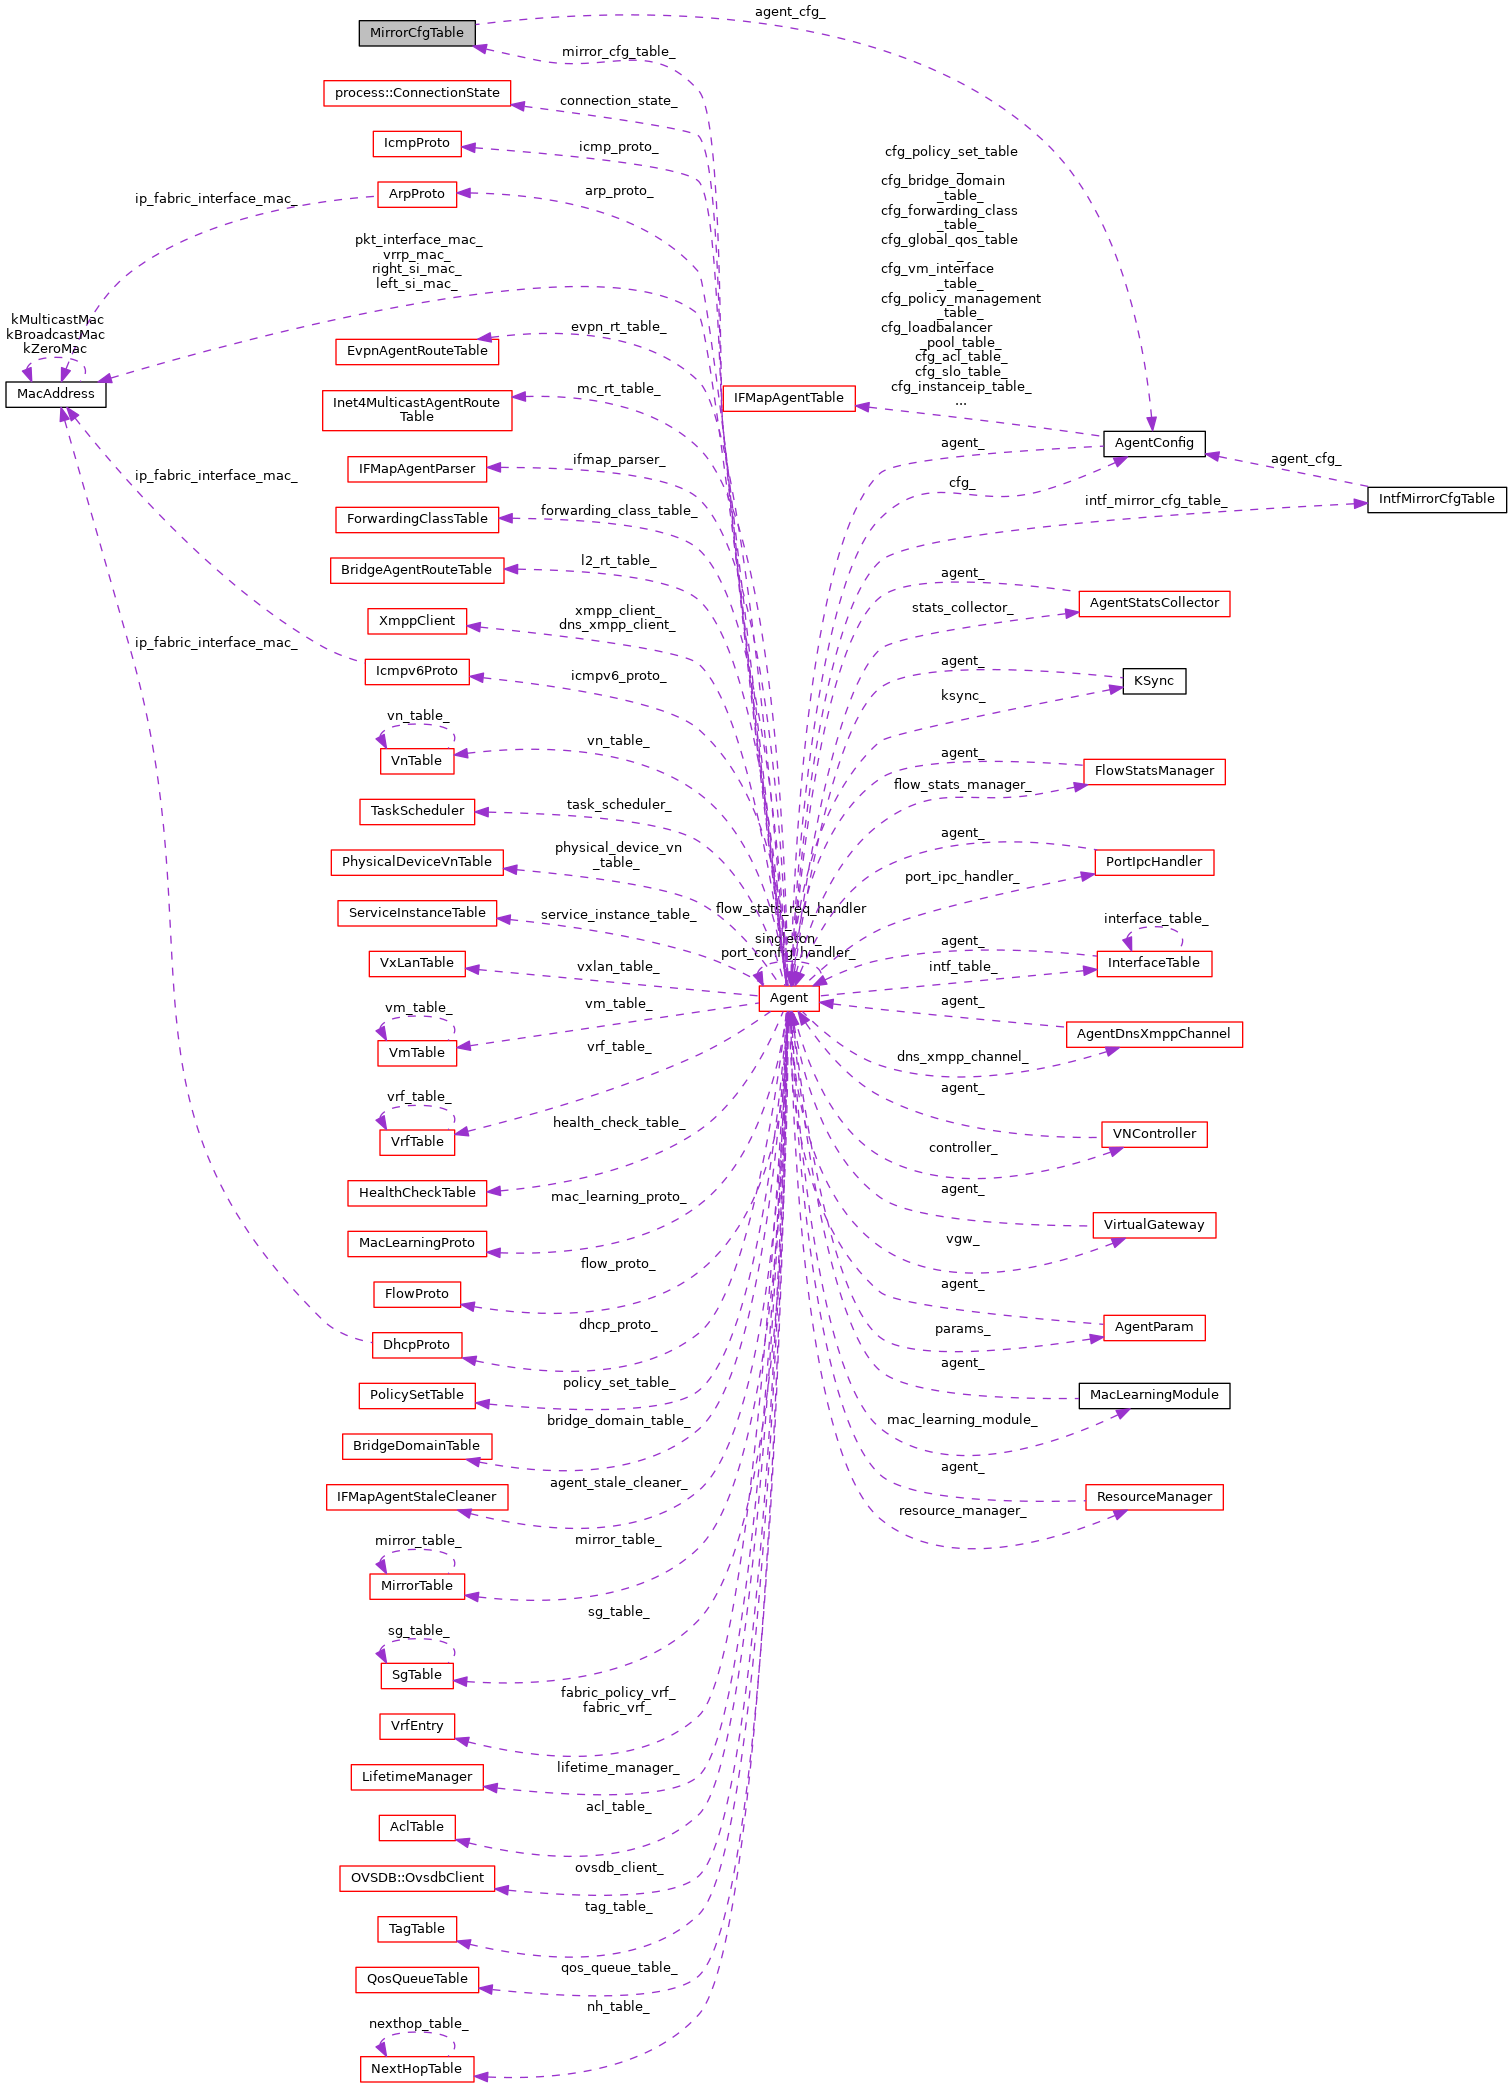 agent_cfg_
MirrorCfgTable
mirror_cfg_table_
process::ConnectionState
connection_state_
IcmpProto
icmp_proto_
cfg_policy_set_table
_
cfg_bridge_domain
_table_
cfg_forwarding_class
_table_
cfg_global_qos_table
_
cfg_vm_interface
_table_
cfg_policy_management
_table_
cfg_loadbalancer
_pool_table_
cfg_acl_table_
cfg_slo_table_
cfg_instanceip_table_
...
ArpProto
arp_proto_
ip_fabric_interface_mac_
pkt_interface_mac_
vrrp_mac_
right_si_mac_
left_si_mac_
kMulticastMac
kBroadcastMac
kZeroMac
MacAddress
EvpnAgentRouteTable
evpn_rt_table_
Inet4MulticastAgentRoute
Table
mc_rt_table_
IFMapAgentTable
AgentConfig
agent_
cfg_
agent_cfg_
IntfMirrorCfgTable
intf_mirror_cfg_table_
IFMapAgentParser
ifmap_parser_
ip_fabric_interface_mac_
ForwardingClassTable
forwarding_class_table_
BridgeAgentRouteTable
l2_rt_table_
agent_
AgentStatsCollector
stats_collector_
XmppClient
xmpp_client_
dns_xmpp_client_
ip_fabric_interface_mac_
Icmpv6Proto
icmpv6_proto_
agent_
KSync
ksync_
vn_table_
VnTable
vn_table_
agent_
FlowStatsManager
flow_stats_manager_
TaskScheduler
task_scheduler_
agent_
PhysicalDeviceVnTable
physical_device_vn
_table_
PortIpcHandler
port_ipc_handler_
ServiceInstanceTable
service_instance_table_
flow_stats_req_handler
_
singleton_
port_config_handler_
interface_table_
agent_
InterfaceTable
intf_table_
VxLanTable
vxlan_table_
Agent
vm_table_
VmTable
vm_table_
agent_
AgentDnsXmppChannel
dns_xmpp_channel_
vrf_table_
vrf_table_
VrfTable
agent_
VNController
controller_
HealthCheckTable
health_check_table_
agent_
VirtualGateway
vgw_
MacLearningProto
mac_learning_proto_
FlowProto
flow_proto_
agent_
AgentParam
params_
DhcpProto
dhcp_proto_
agent_
PolicySetTable
policy_set_table_
MacLearningModule
mac_learning_module_
BridgeDomainTable
bridge_domain_table_
agent_
IFMapAgentStaleCleaner
agent_stale_cleaner_
ResourceManager
resource_manager_
mirror_table_
MirrorTable
mirror_table_
sg_table_
SgTable
sg_table_
VrfEntry
fabric_policy_vrf_
fabric_vrf_
LifetimeManager
lifetime_manager_
AclTable
acl_table_
OVSDB::OvsdbClient
ovsdb_client_
TagTable
tag_table_
QosQueueTable
qos_queue_table_
nexthop_table_
NextHopTable
nh_table_